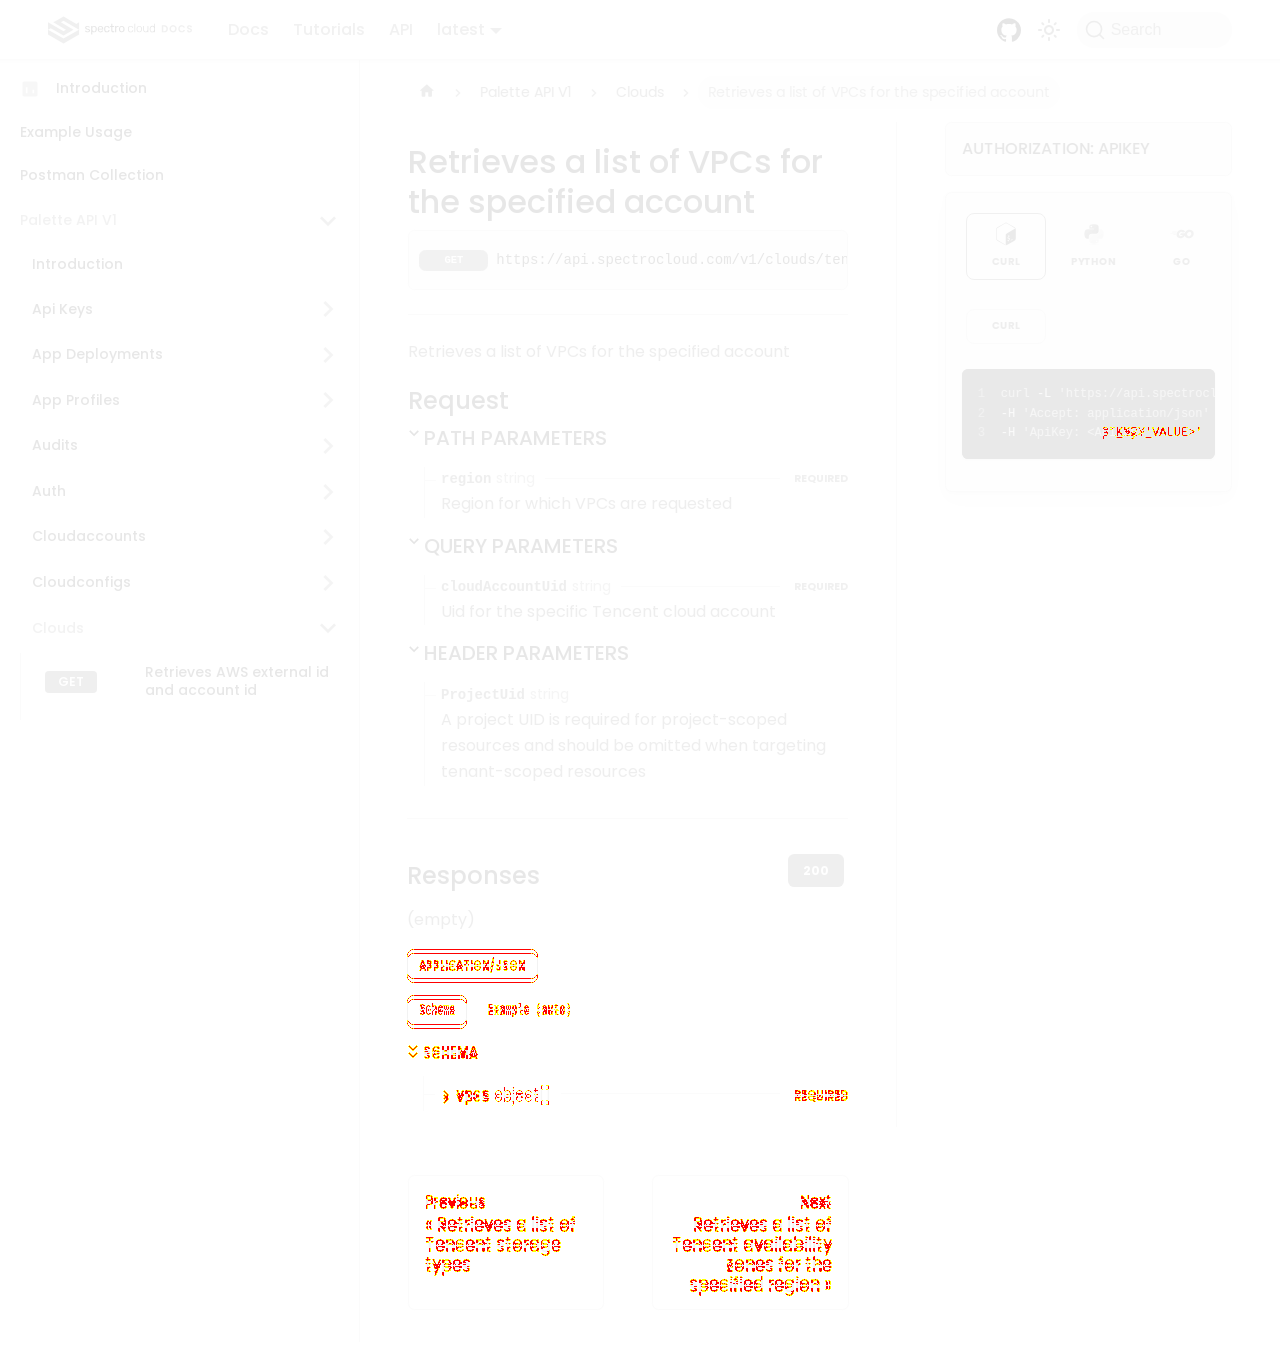 spectro cloud DOCS
Docs Tutorials API latest
Search
Introduction
Example Usage
Postman Collection
Palette API V1
Introduction
Api Keys
App Deployments
App Profiles
Audits
Auth
Cloudaccounts
Cloudconfigs
Clouds
GET Retrieves AWS external id
and account id
Palette API V1 Clouds Retrieves a list of VPCs for the specified account
Retrieves a list of VPCs for
the specified account
GET https://api.spectrocloud.com/v1/clouds/ten
Retrieves a list of VPCs for the specified account
Request
PATH PARAMETERS
region string REQUIRED
Region for which VPCs are requested
QUERY PARAMETERS
cloudAccountUid string REQUIRED
Uid for the specific Tencent cloud account
HEADER PARAMETERS
ProjectUid string
A project UID is required for project-scoped
resources and should be omitted when targeting
tenant-scoped resources
Responses
200
(empty)
APPLICATION/JSON
Schema Example (auto)
SCHEMA
vpcs object[] REQUIRED
Previous
« Retrieves a list of
Tencent storage
types
Next
Retrieves a list of
Tencent availability
zones for the
specified region »
AUTHORIZATION: APIKEY
CURL PYTHON GO
GO
CURL
1 curl -L 'https://api.spectrocl
2 -H 'Accept: application/json'
3 -H 'ApiKey: VALUE>'